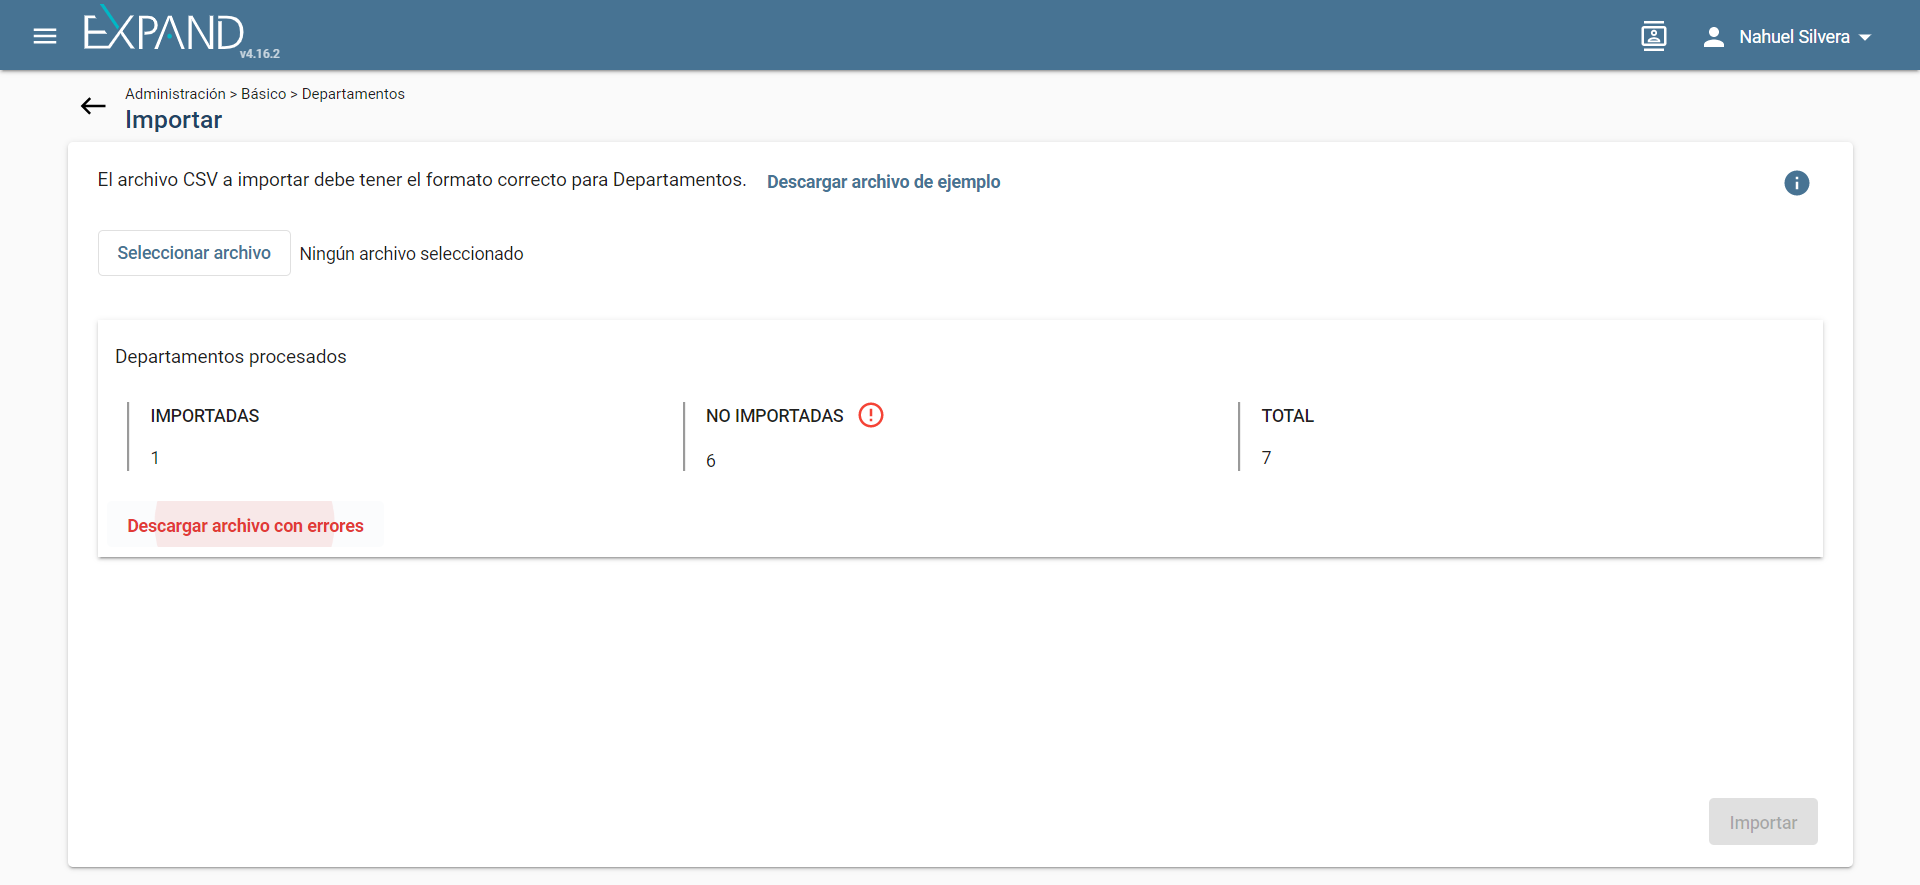 EXPAND
v4.16.2
Nahuel Silvera
Administración > Básico > Departamentos
Importar
El archivo CSV a importar debe tener el formato correcto para Departamentos. Descargar archivo de ejemplo
Seleccionar archivo Ningún archivo seleccionado
Departamentos procesados
IMPORTADAS NO IMPORTADAS TOTAL
1 6 7
Descargar archivo con errores
Importar